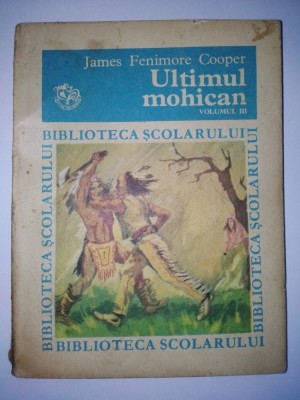 James Fenimore Cooper
Ultimul
mohican
VOLUMUL III
BIBLIOTECA ŞCOLARULUI
BIBLIOTECA ŞCOLARULUI
BIBLIOTECA ŞCOLARULUI
BIBLIOTECA ŞCOLARULUI